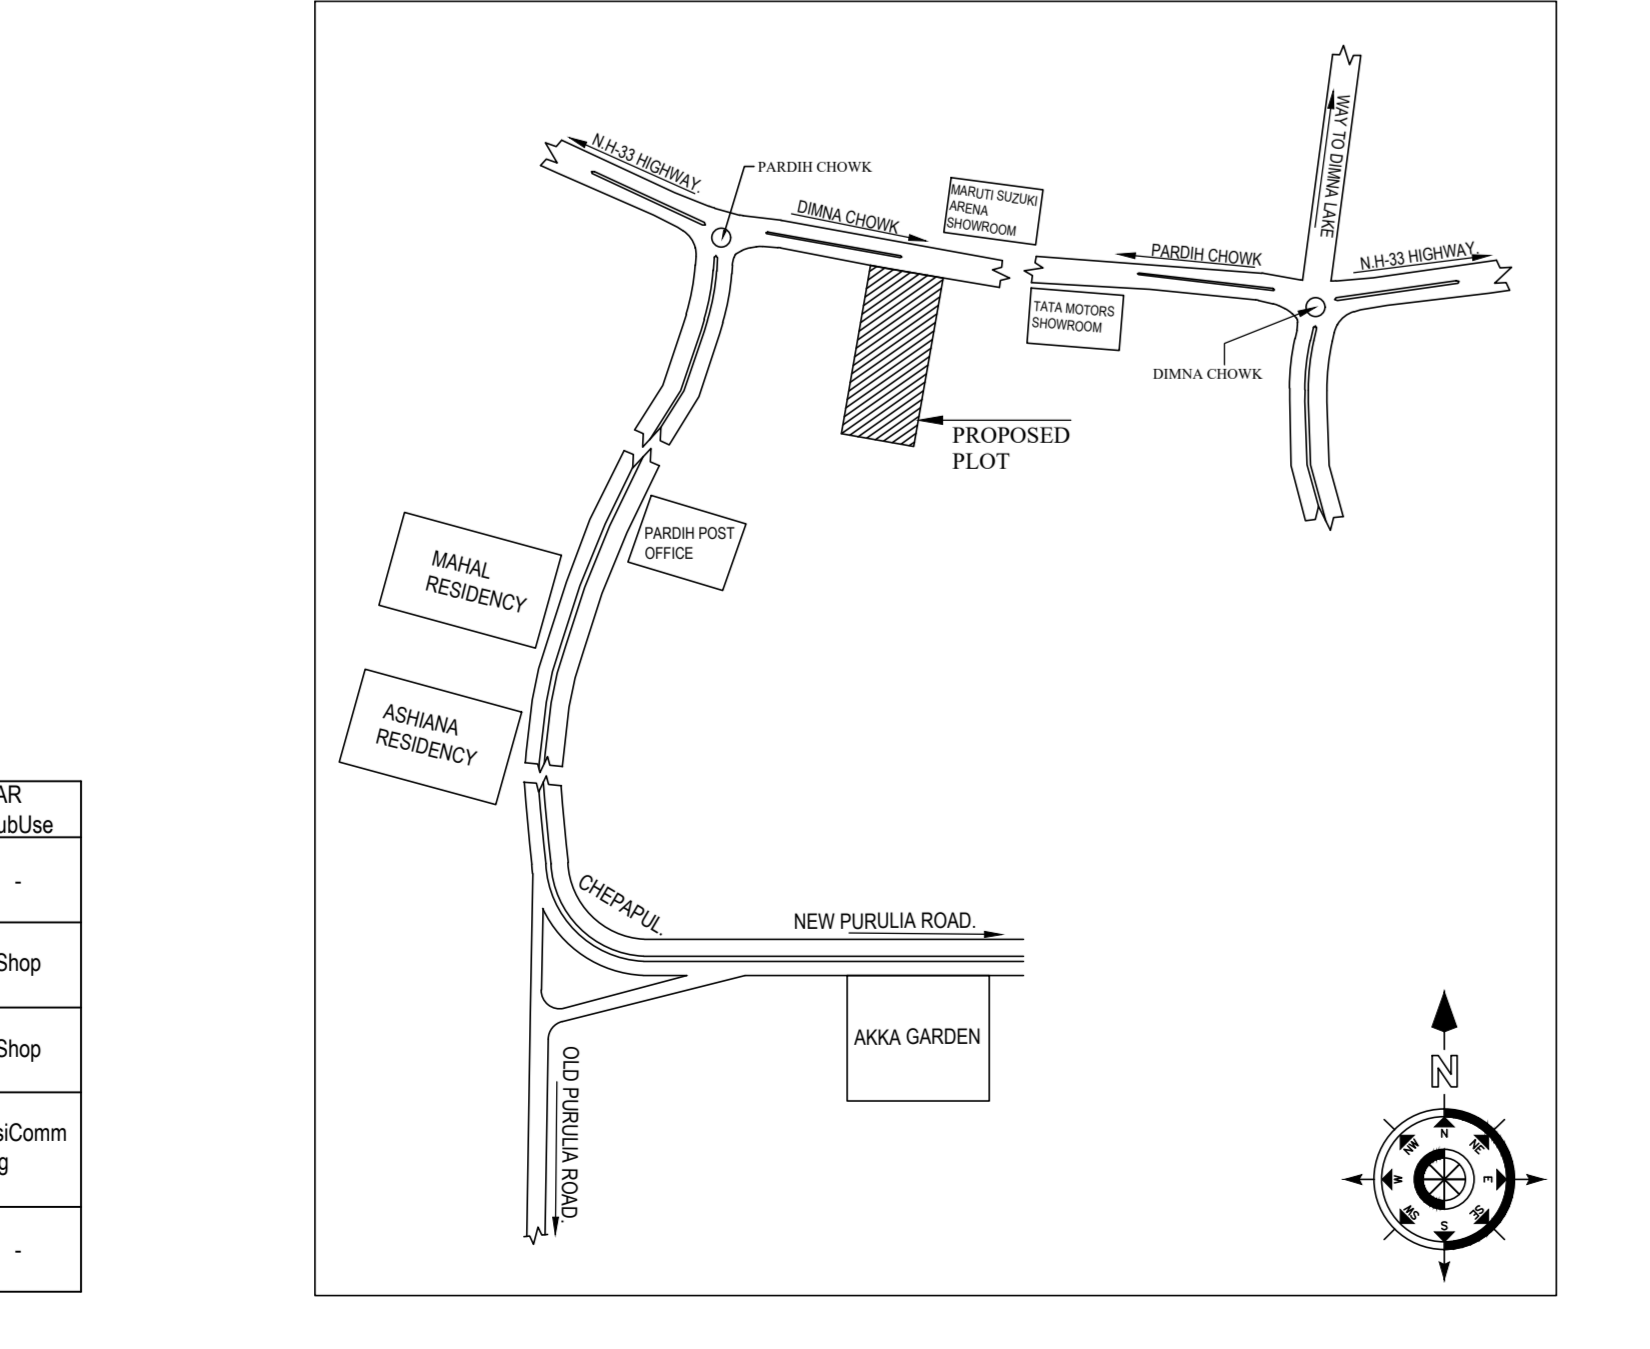 WAY TO DIMNA LAKE
N.H-33 HIGHWAY.
PARDIH CHOWK
MARUTI SUZUKI
ARENA
SHOWROOM
DIMNA CHOWK
PARDIH CHOWK
N.H-33 HIGHWAY.
TATA MOTORS
SHOWROOM
DIMNA CHOWK
PROPOSED
PLOT
PARDIH POST
OFFICE
MAHAL
RESIDENCY
ASHIANA
RESIDENCY
AR
ubUse
-
Shop
Shop
siComm
g
-
CHEPAPUL.
NEW PURULIA ROAD.
AKKA GARDEN
OLD PURULIA ROAD.
N
N
NW
NE
W
E
SW
SE
S